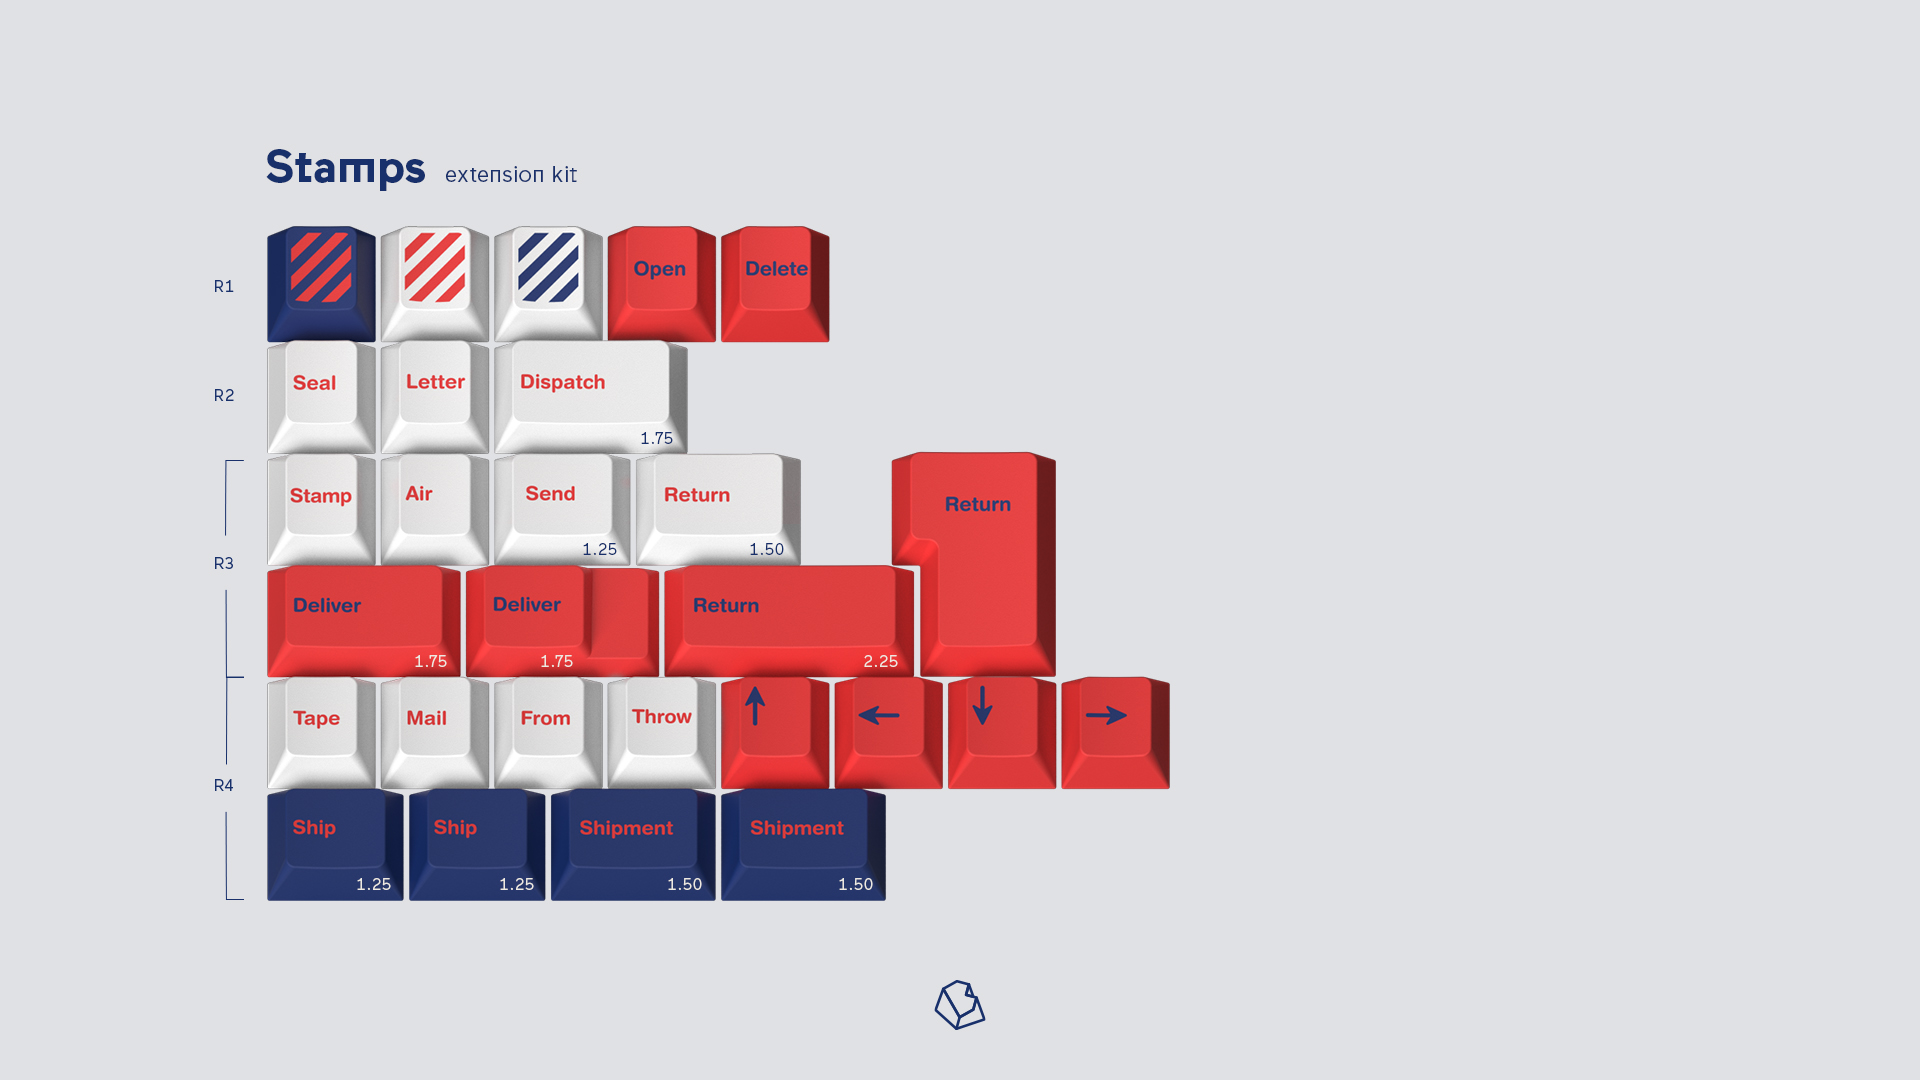 Stamps extension kit
R1 Open Delete
R2 Seal Letter Dispatch 1.75
Stamp Air Send 1.25 Return 1.50 Return
R3
Deliver 1.75 Deliver 1.75 Return 2.25
Tape Mail From Throw ↑ ← ↓ →
R4
Ship 1.25 Ship 1.25 Shipment 1.50 Shipment 1.50